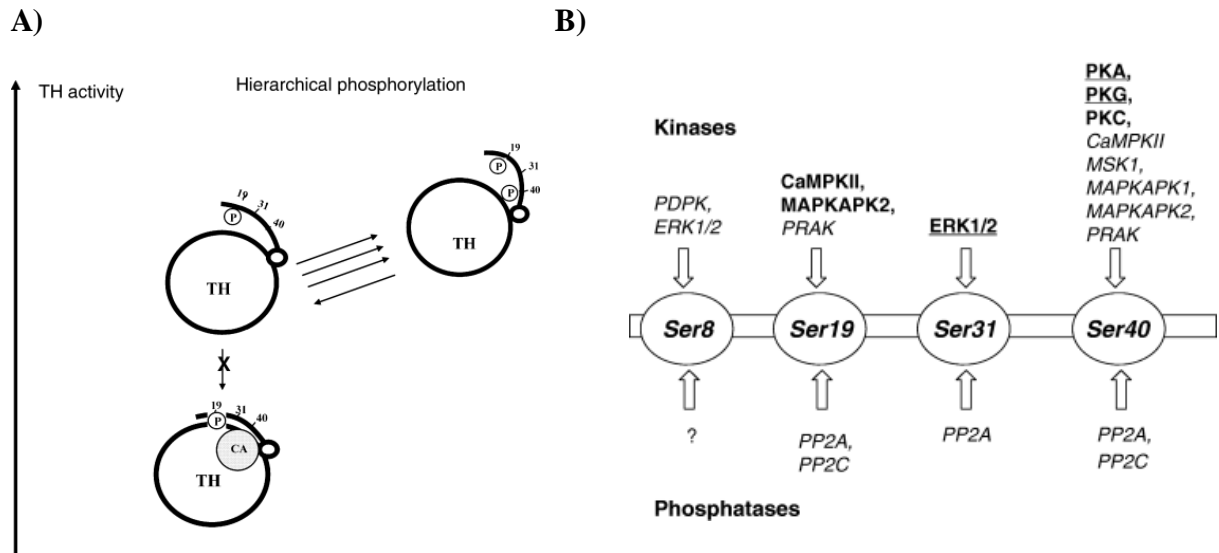 A)
TH activity
Hierarchical phosphorylation
19
31
40
P
P
TH
19
31
40
P
TH
X
19
31
40
P
CA
TH
B)
Kinases
PDPK,
ERK1/2
CaMPKII,
MAPKAPK2,
PRAK
ERK1/2
PKA,
PKG,
PKC,
CaMPKII
MSK1,
MAPKAPK1,
MAPKAPK2,
PRAK
Ser8 Ser19 Ser31 Ser40
?
PP2A,
PP2C
PP2A
PP2A,
PP2C
Phosphatases